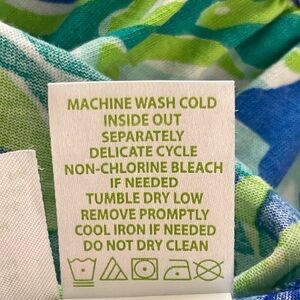 MACHINE WASH COLD
INSIDE OUT
SEPARATELY
DELICATE CYCLE
NON-CHLORINE BLEACH
IF NEEDED
TUMBLE DRY LOW
REMOVE PROMPTLY
COOL IRON IF NEEDED
DO NOT DRY CLEAN